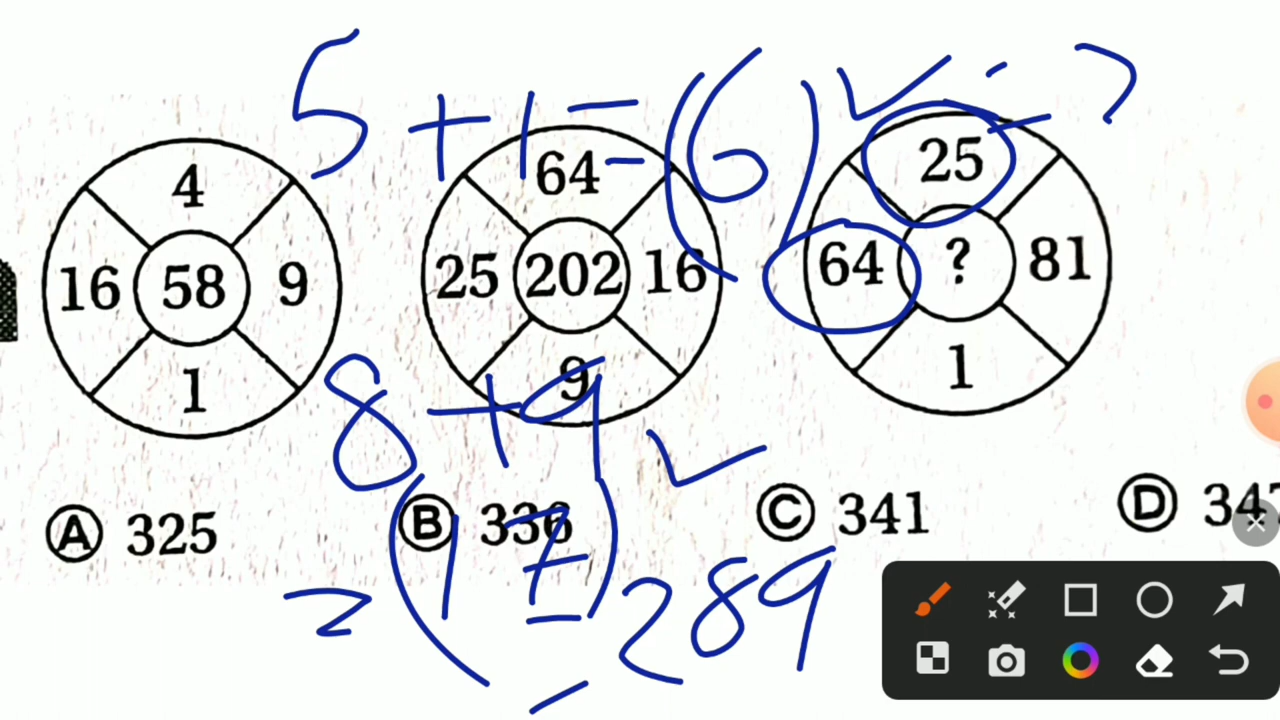 5 + 1 = (6)² = ?
4
16 58 9
1
64
25 202 16
9
25
64 ? 81
1
8 + 9
= (17)² = 289
A 325 B 336 C 341 D 34